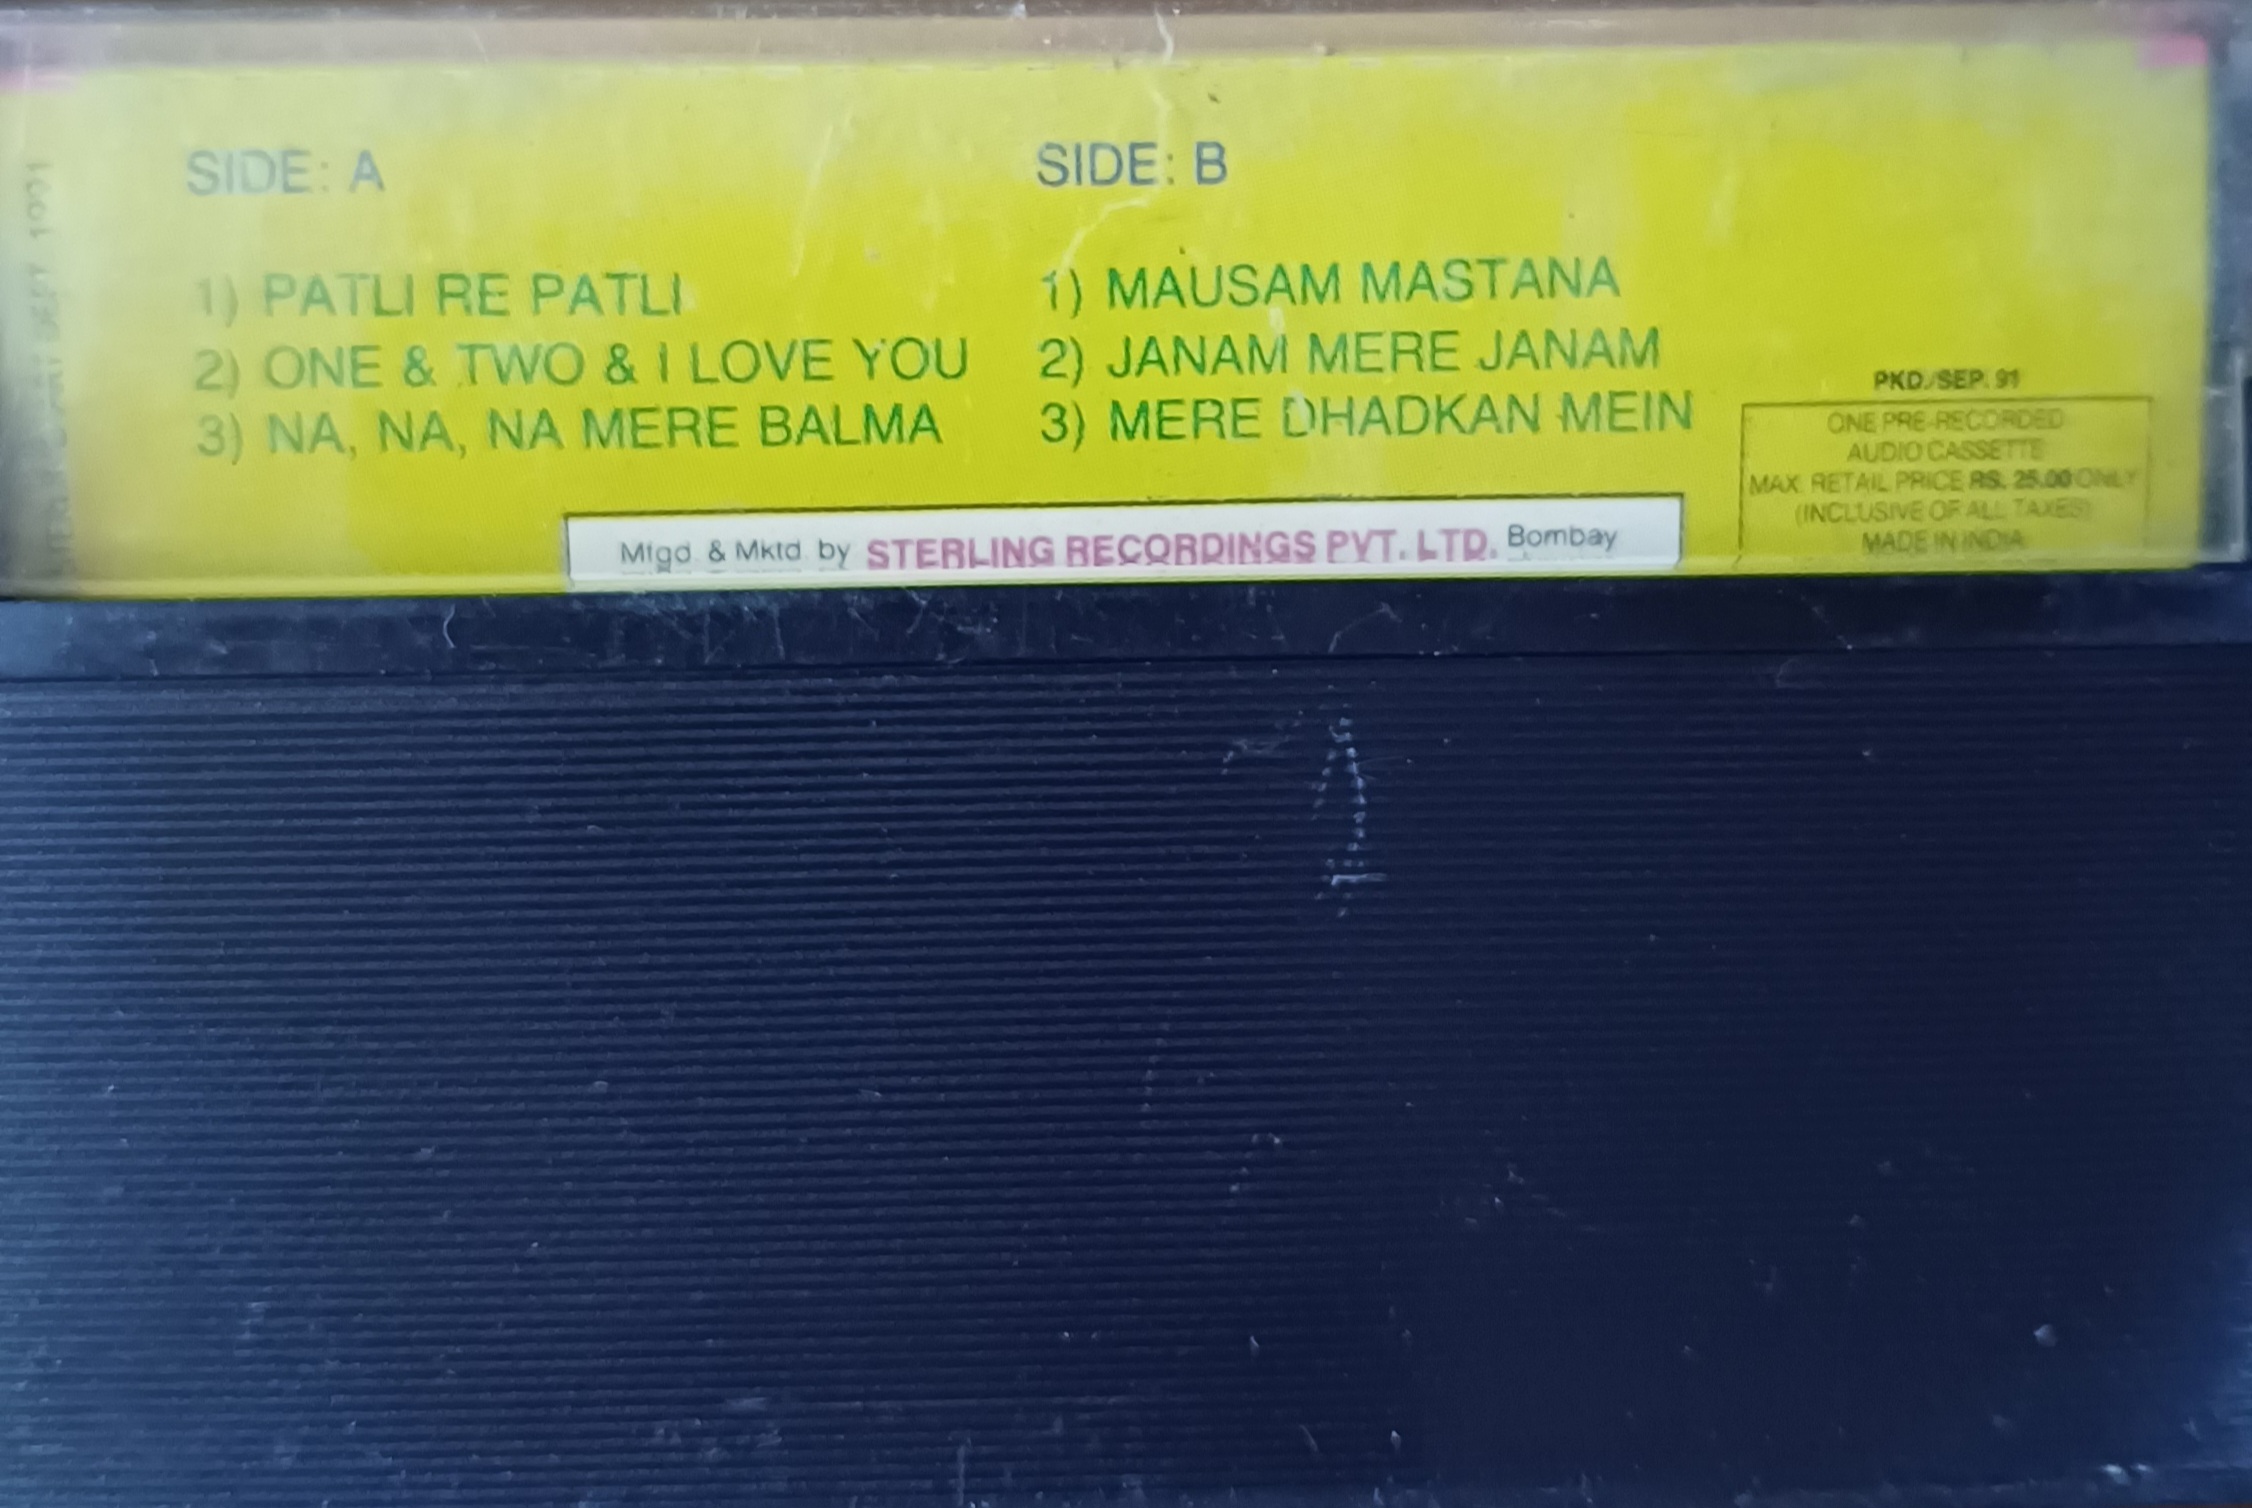 SIDE: A
1) PATLI RE PATLI
2) ONE & TWO & I LOVE YOU
3) NA, NA, NA MERE BALMA
SIDE: B
1) MAUSAM MASTANA
2) JANAM MERE JANAM
3) MERE DHADKAN MEIN
PKD./SEP. 91
ONE PRE-RECORDED
AUDIO CASSETTE
MAX. RETAIL PRICE RS. 25.00 ONLY
(INCLUSIVE OF ALL TAXES)
MADE IN INDIA
Mfgd. & Mktd. by STERLING RECORDINGS PVT. LTD. Bombay
SEPT 1991